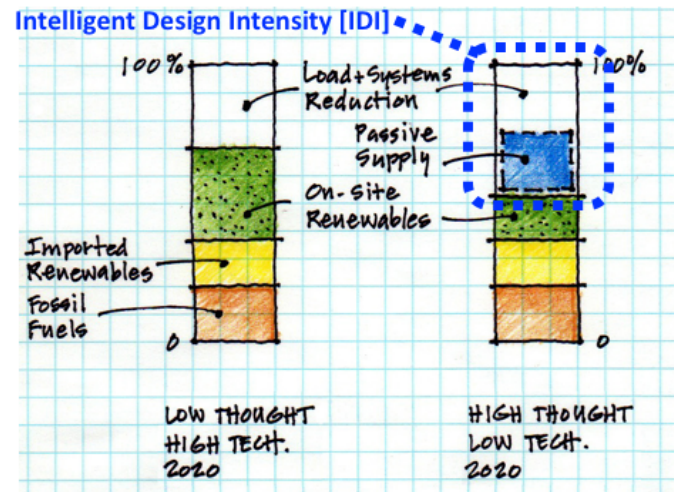 Intelligent Design Intensity [IDI]
100%
Load+Systems
Reduction
100%
Passive
Supply
On-Site
Renewables
Imported
Renewables
Fossil
Fuels
0
0
LOW THOUGHT
HIGH TECH.
2020
HIGH THOUGHT
LOW TECH.
2020